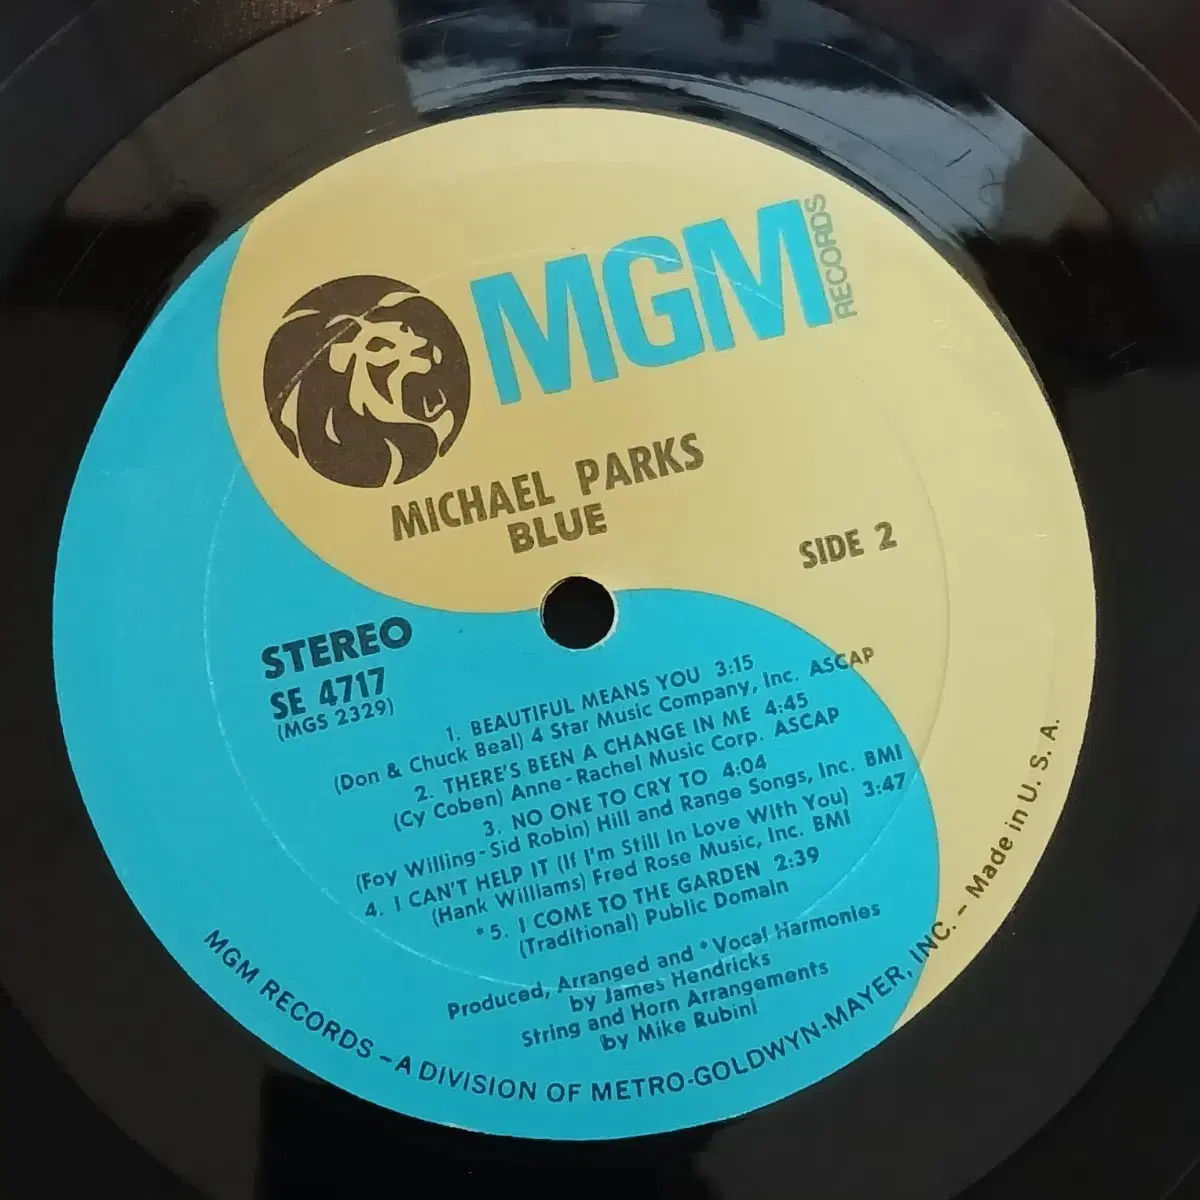 MGM RECORDS
MICHAEL PARKS
BLUE
SIDE 2
STEREO
SE 4717
(MGS 2329)
1. BEAUTIFUL MEANS YOU 3:15
(Don & Chuck Beal) 4 Star Music Company, Inc. ASCAP
2. THERE'S BEEN A CHANGE IN ME 4:45
(Cy Coben) Anne-Rachel Music Corp. ASCAP
3. NO ONE TO CRY TO 4:04
(Foy Willing-Sid Robin) Hill and Range Songs, Inc. BMI
4. I CAN'T HELP IT (If I'm Still In Love With You) 3:47
(Hank Williams) Fred Rose Music, Inc. BMI
*5. I COME TO THE GARDEN 2:39
(Traditional) Public Domain
Produced, Arranged and *Vocal Harmonies
by James Hendricks
String and Horn Arrangements
by Mike Rubini
MGM RECORDS – A DIVISION OF METRO-GOLDWYN-MAYER, INC. – Made in U. S. A.